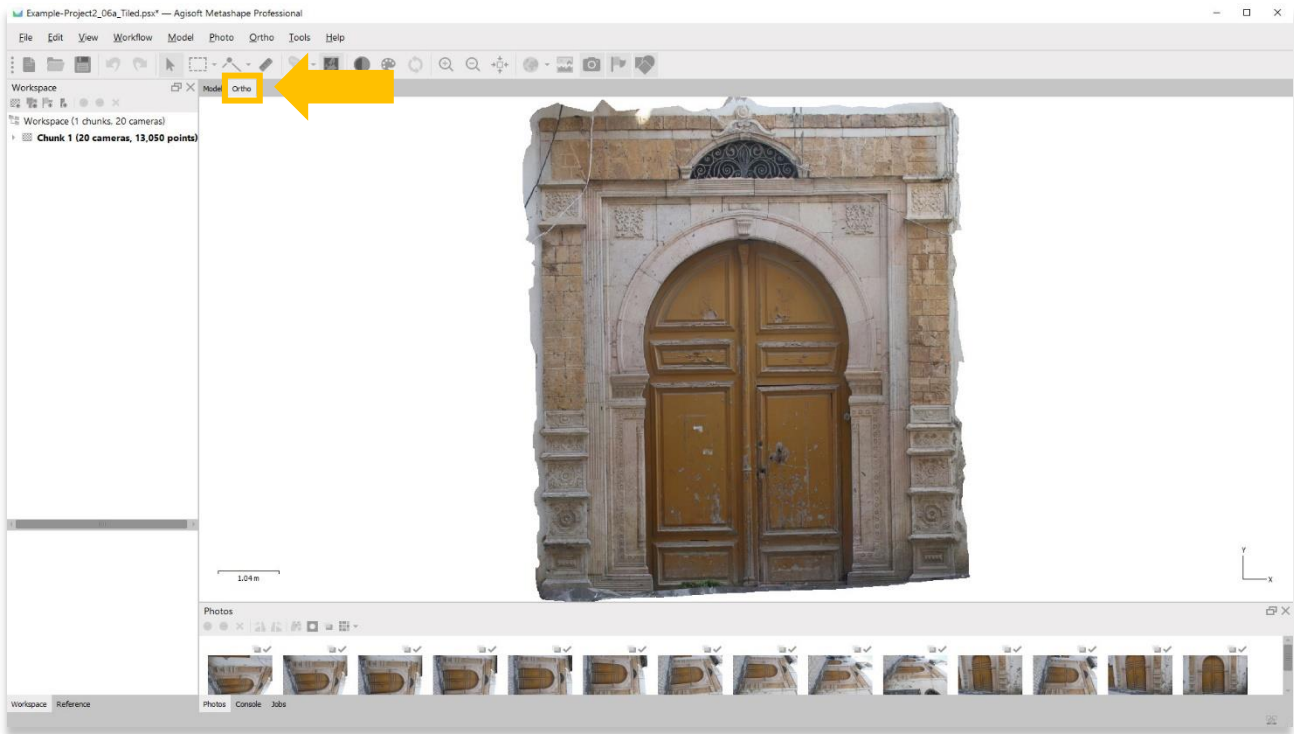 Example-Project2_06a_Tiled.psx* — Agisoft Metashape Professional
File Edit View Workflow Model Photo Ortho Tools Help
Workspace
Model Ortho
Workspace (1 chunks, 20 cameras)
Chunk 1 (20 cameras, 13,050 points)
1.04 m
Y
X
Photos
Workspace Reference
Photos Console Jobs